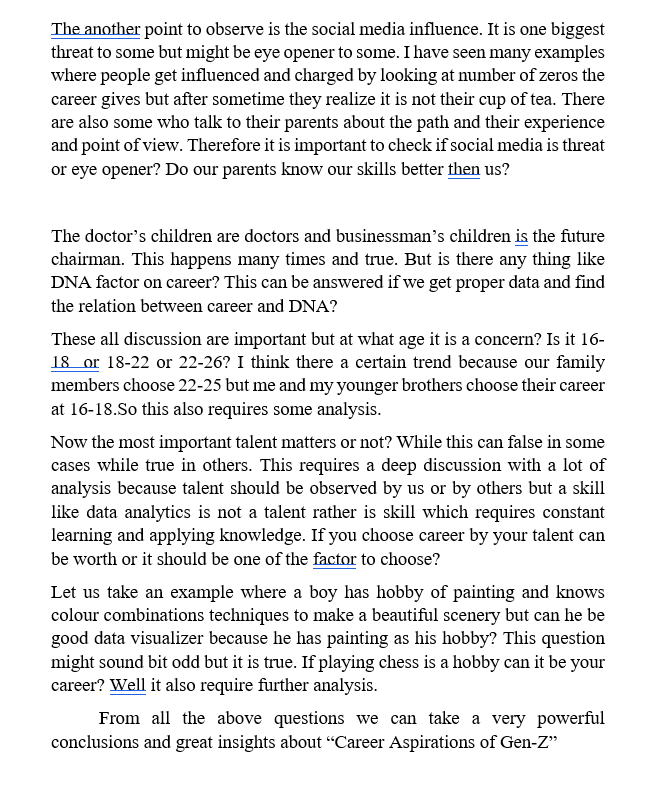 The another point to observe is the social media influence. It is one biggest
threat to some but might be eye opener to some. I have seen many examples
where people get influenced and charged by looking at number of zeros the
career gives but after sometime they realize it is not their cup of tea. There
are also some who talk to their parents about the path and their experience
and point of view. Therefore it is important to check if social media is threat
or eye opener? Do our parents know our skills better then us?
The doctor’s children are doctors and businessman’s children is the future
chairman. This happens many times and true. But is there any thing like
DNA factor on career? This can be answered if we get proper data and find
the relation between career and DNA?
These all discussion are important but at what age it is a concern? Is it 16-
18 or 18-22 or 22-26? I think there a certain trend because our family
members choose 22-25 but me and my younger brothers choose their career
at 16-18.So this also requires some analysis.
Now the most important talent matters or not? While this can false in some
cases while true in others. This requires a deep discussion with a lot of
analysis because talent should be observed by us or by others but a skill
like data analytics is not a talent rather is skill which requires constant
learning and applying knowledge. If you choose career by your talent can
be worth or it should be one of the factor to choose?
Let us take an example where a boy has hobby of painting and knows
colour combinations techniques to make a beautiful scenery but can he be
good data visualizer because he has painting as his hobby? This question
might sound bit odd but it is true. If playing chess is a hobby can it be your
career? Well it also require further analysis.
From all the above questions we can take a very powerful
conclusions and great insights about “Career Aspirations of Gen-Z”